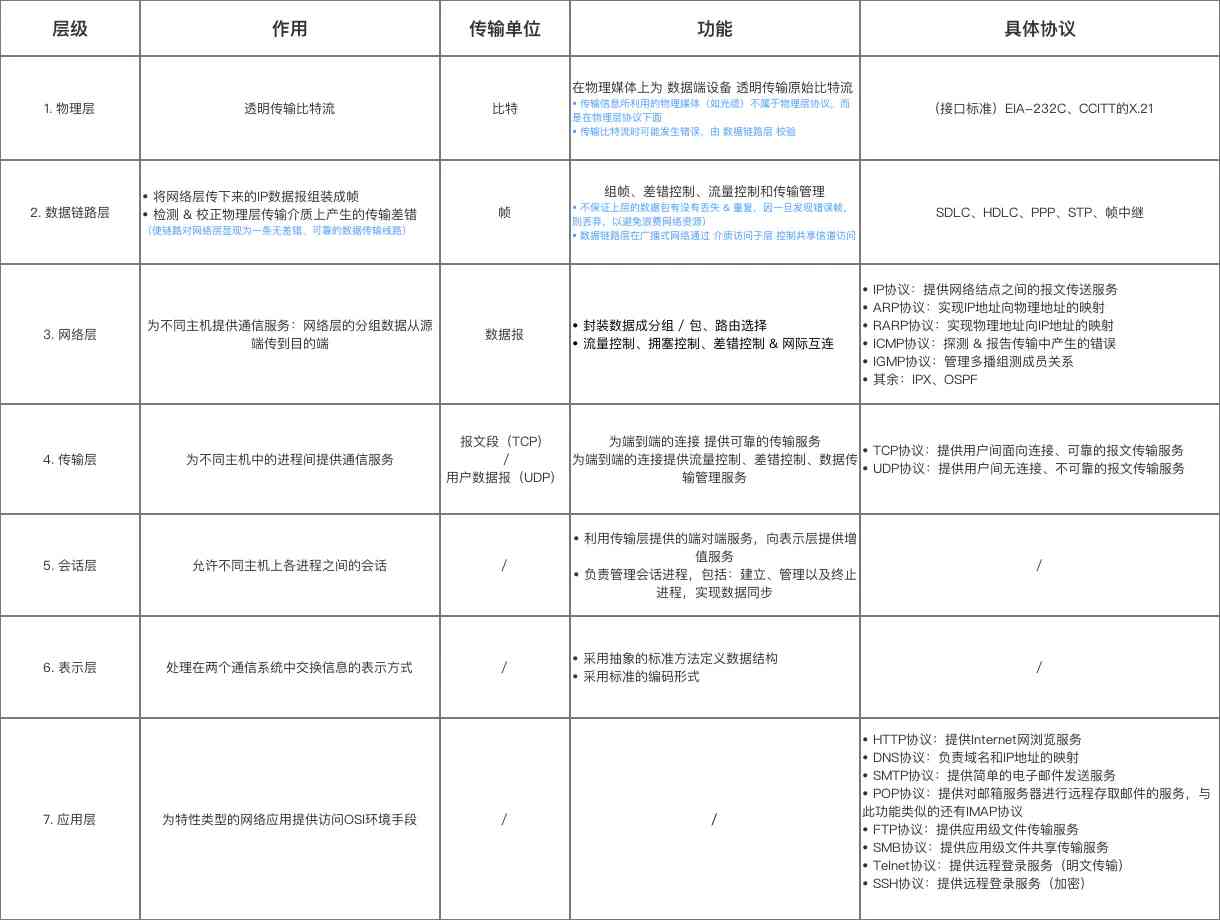 层级
作用
传输单位
功能
具体协议
1. 物理层
透明传输比特流
比特
在物理媒体上为 数据端设备 透明传输原始比特流
• 传输信息所利用的物理媒体（如光缆）不属于物理层协议，而
是在物理层协议下面
• 传输比特流时可能发生错误，由 数据链路层 校验
（接口标准）EIA-232C、CCITT的X.21
2. 数据链路层
• 将网络层传下来的IP数据报组装成帧
• 检测 & 校正物理层传输介质上产生的传输差错
（使链路对网络层显现为一条无差错、可靠的数据传输线路）
帧
组帧、差错控制、流量控制和传输管理
• 不保证上层的数据包有没有丢失 & 重复，因一旦发现错误帧，
则丢弃，以避免浪费网络资源）
• 数据链路层在广播式网络通过 介质访问子层 控制共享信道访问
SDLC、HDLC、PPP、STP、帧中继
3. 网络层
为不同主机提供通信服务：网络层的分组数据从源
端传到目的端
数据报
• 封装数据成分组 / 包、路由选择
• 流量控制、拥塞控制、差错控制 & 网际互连
• IP协议：提供网络结点之间的报文传送服务
• ARP协议：实现IP地址向物理地址的映射
• RARP协议：实现物理地址向IP地址的映射
• ICMP协议：探测 & 报告传输中产生的错误
• IGMP协议：管理多播组测成员关系
• 其余：IPX、OSPF
4. 传输层
为不同主机中的进程间提供通信服务
报文段（TCP）
/
用户数据报（UDP）
为端到端的连接 提供可靠的传输服务
为端到端的连接提供流量控制、差错控制、数据传
输管理服务
• TCP协议：提供用户间面向连接、可靠的报文传输服务
• UDP协议：提供用户间无连接、不可靠的报文传输服务
5. 会话层
允许不同主机上各进程之间的会话
/
• 利用传输层提供的端对端服务，向表示层提供增
值服务
• 负责管理会话进程，包括：建立、管理以及终止
进程，实现数据同步
/
6. 表示层
处理在两个通信系统中交换信息的表示方式
/
• 采用抽象的标准方法定义数据结构
• 采用标准的编码形式
/
7. 应用层
为特性类型的网络应用提供访问OSI环境手段
/
/
• HTTP协议：提供Internet网浏览服务
• DNS协议：负责域名和IP地址的映射
• SMTP协议：提供简单的电子邮件发送服务
• POP协议：提供对邮箱服务器进行远程存取邮件的服务，与
此功能类似的还有IMAP协议
• FTP协议：提供应用级文件传输服务
• SMB协议：提供应用级文件共享传输服务
• Telnet协议：提供远程登录服务（明文传输）
• SSH协议：提供远程登录服务（加密）